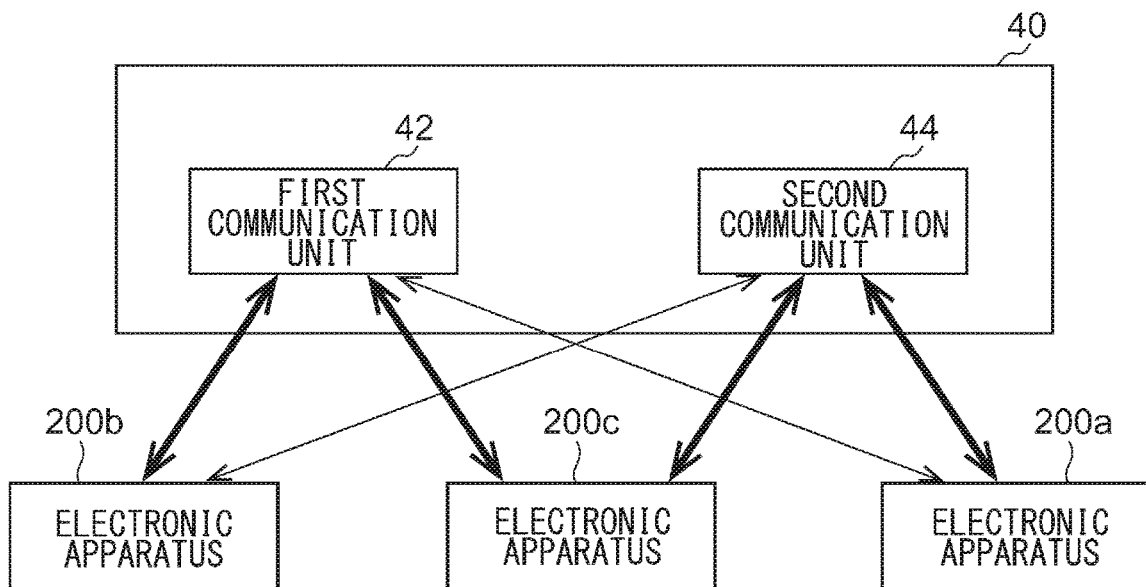 40
42
44
FIRST
COMMUNICATION
UNIT
SECOND
COMMUNICATION
UNIT
200b
200c
200a
ELECTRONIC
APPARATUS
ELECTRONIC
APPARATUS
ELECTRONIC
APPARATUS